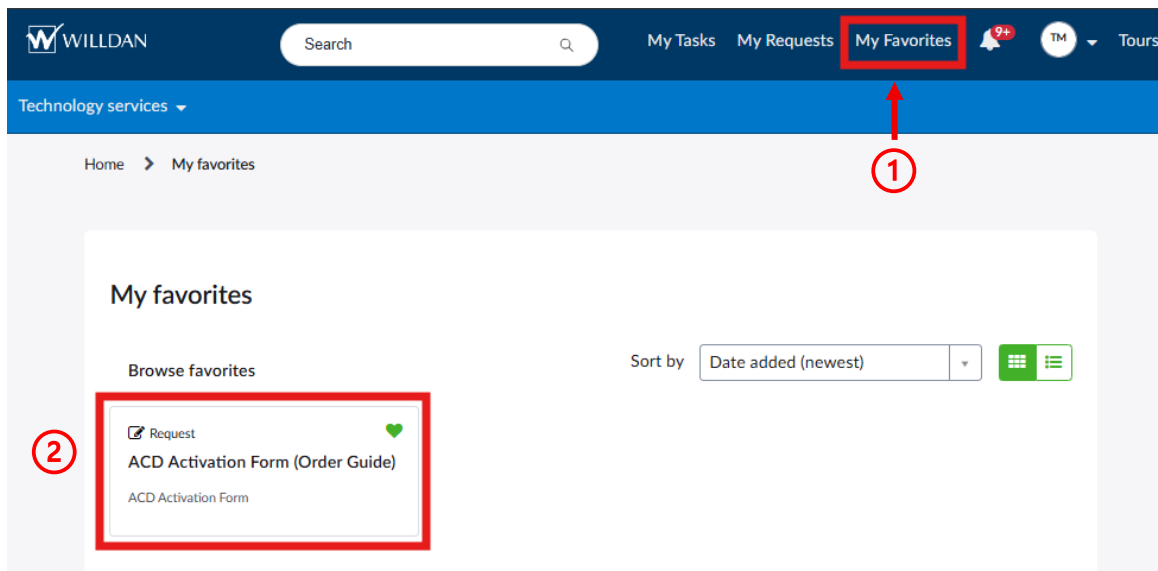 WILLDAN
Search
My Tasks My Requests My Favorites 9+ TM Tours
Technology services
1
Home > My favorites
My favorites
Sort by Date added (newest)
Browse favorites
2
Request
ACD Activation Form (Order Guide)
ACD Activation Form